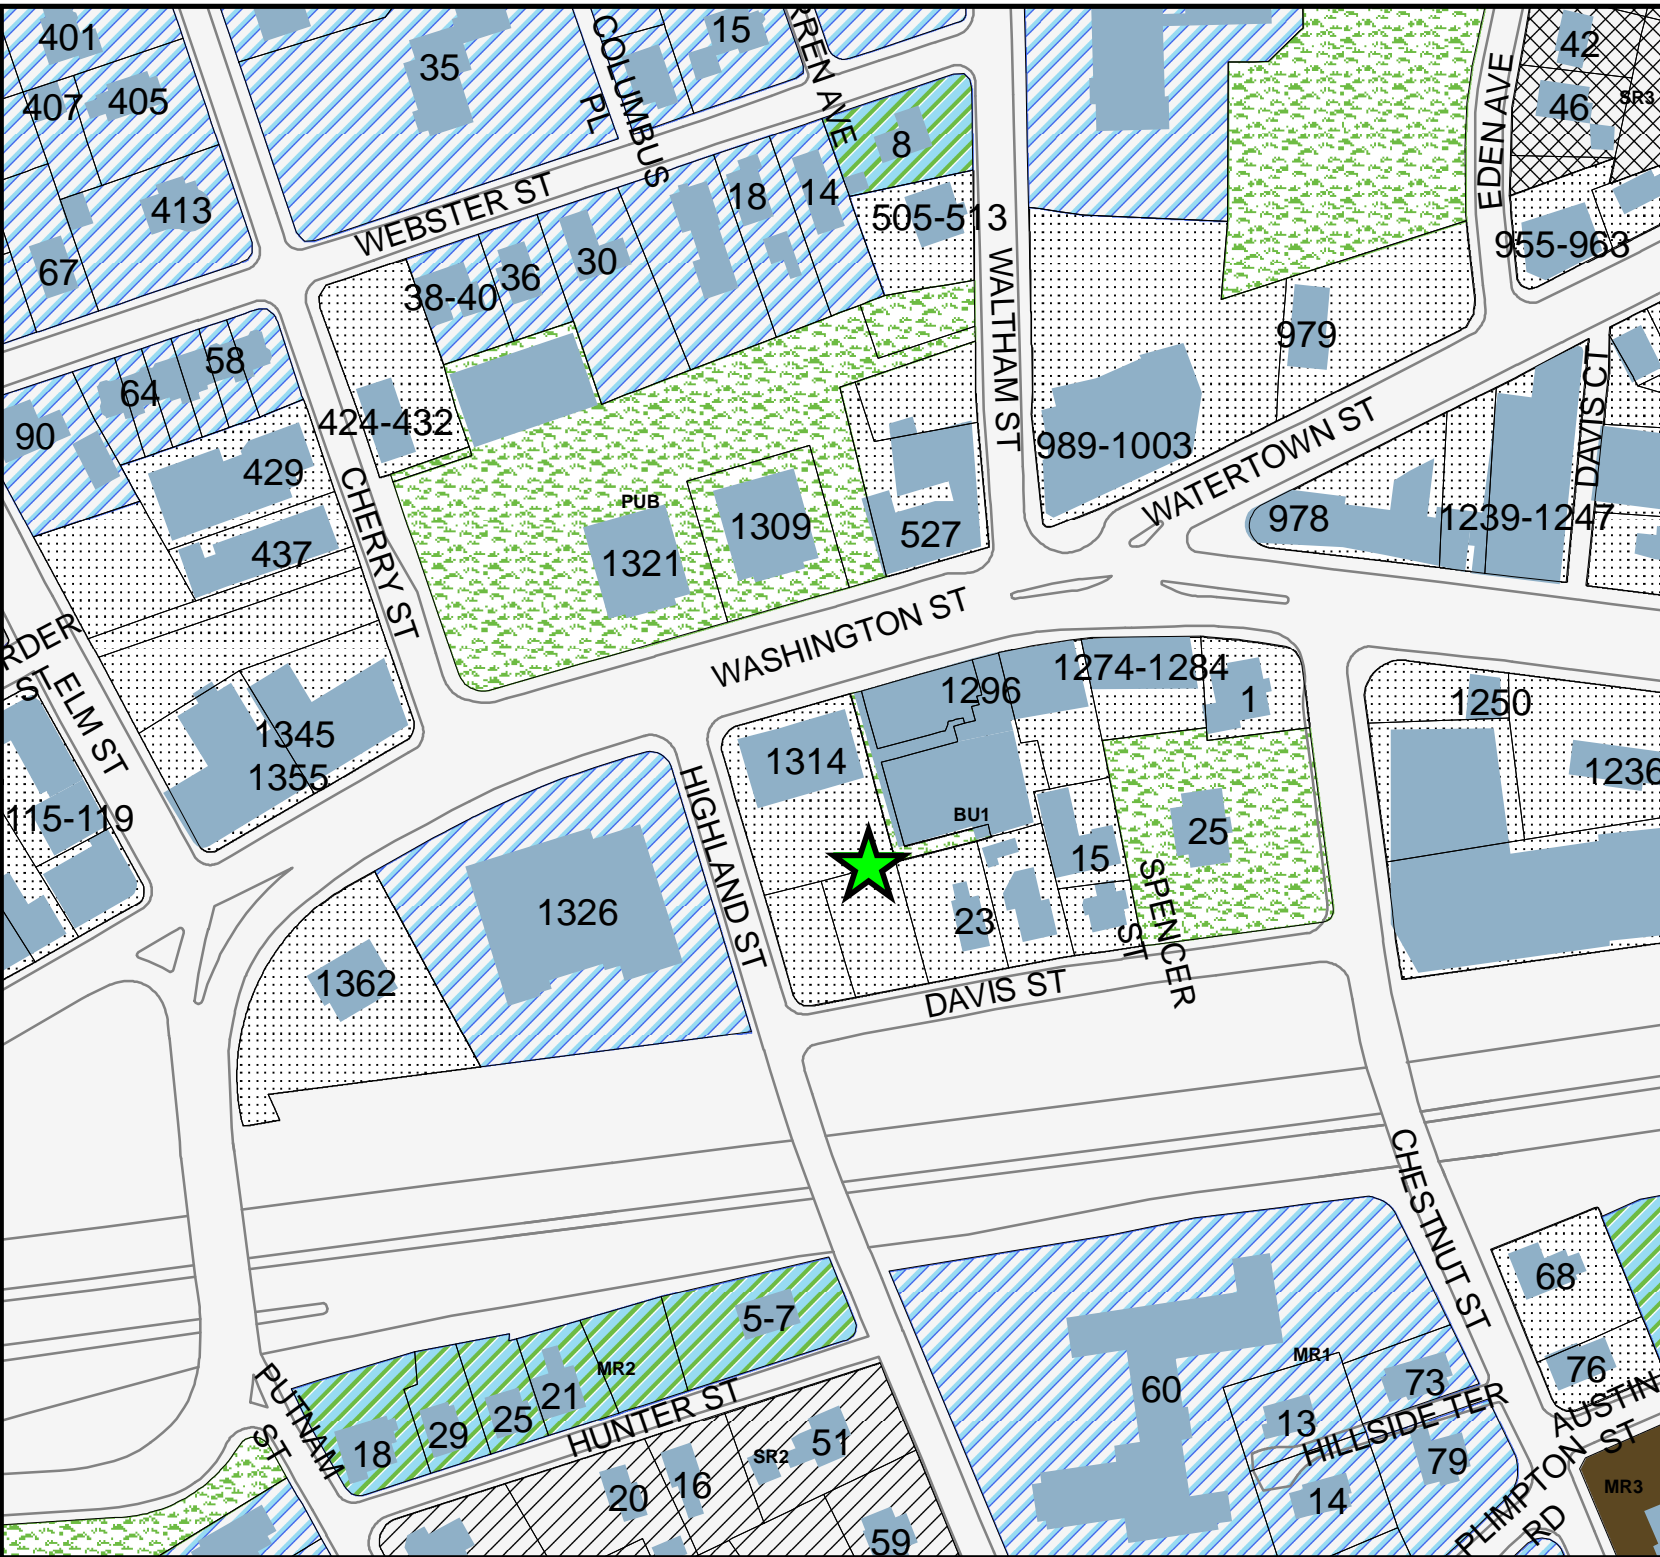 401
35
15
42
407
405
COLUMBUS
PL
RREN AVE
8
EDEN AVE
46
SR3
413
WEBSTER ST
18
14
505-513
955-963
67
38-40
36
30
WALTHAM ST
979
64
58
424-432
DAVIS CT
90
429
989-1003
WATERTOWN ST
CHERRY ST
PUB
1309
527
978
1239-1247
437
1321
RDER
ST
WASHINGTON ST
ELM ST
1296
1274-1284
1
1250
1345
1355
1314
1236
115-119
HIGHLAND ST
BU1
15
25
SPENCER
ST
1326
23
1362
DAVIS ST
CHESTNUT ST
68
5-7
MR2
MR1
76
PUTNAM
ST
18
29
25
21
HUNTER ST
60
73
13
HILLSIDE TER
AUSTIN
ST
51
SR2
20
16
79
14
PLIMPTON
RD
MR3
59